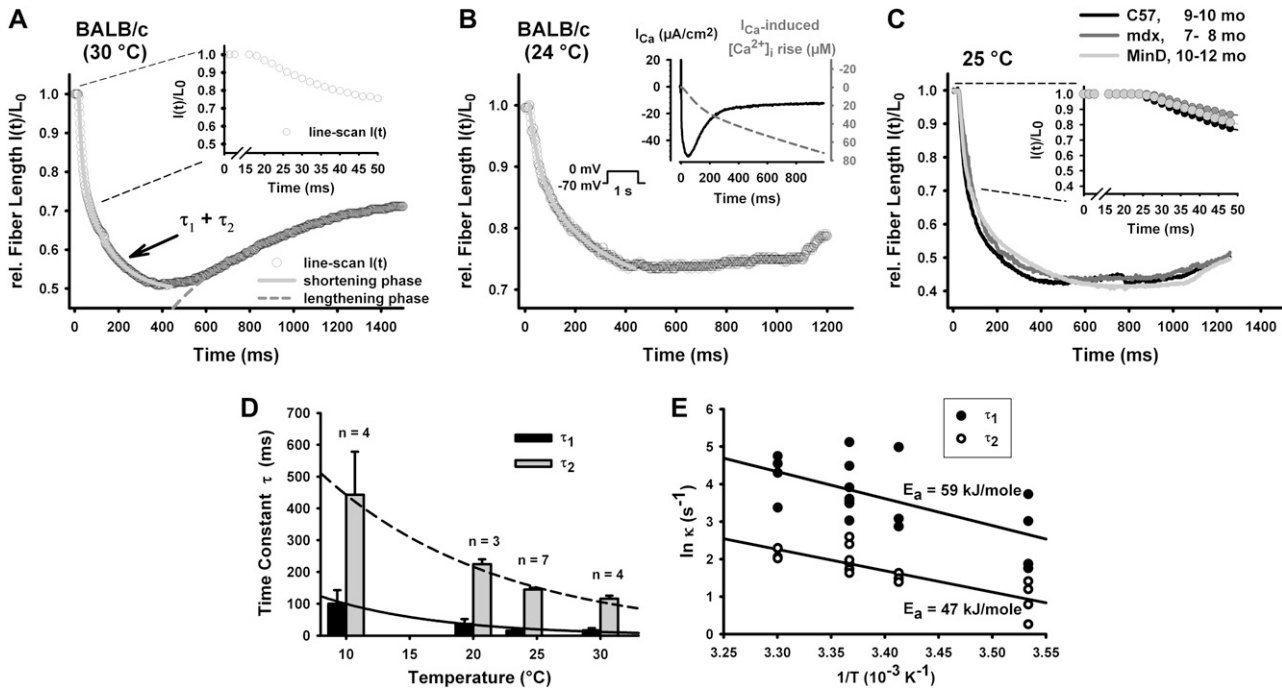 A
BALB/c
(30 °C)
rel. Fiber Length l(t)/L0
1.0
0.9
0.8
0.7
0.6
0.5
0 200 400 600 800 1000 1200 1400
Time (ms)
τ1 + τ2
line-scan l(t)
shortening phase
lengthening phase
l(t)/L0
1.0
0.9
0.8
0.7
0.6
0.5
0 15 20 25 30 35 40 45 50
Time (ms)
line-scan l(t)
B
BALB/c
(24 °C)
rel. Fiber Length l(t)/L0
1.0
0.9
0.8
0.7
0 200 400 600 800 1000 1200
Time (ms)
0 mV
-70 mV
1 s
ICa (µA/cm2)
ICa-induced
[Ca2+]i rise (µM)
20
0
-20
-40
-20
0
20
40
60
80
0 200 400 600 800
Time (ms)
C
25 °C
C57, 9-10 mo
mdx, 7- 8 mo
MinD, 10-12 mo
rel. Fiber Length l(t)/L0
1.0
0.9
0.8
0.7
0.6
0.5
0.4
0 200 400 600 800 1000 1200 1400
Time (ms)
l(t)/L0
1.0
0.9
0.8
0.7
0.6
0.5
0.4
0 15 20 25 30 35 40 45 50
Time (ms)
D
Time Constant τ (ms)
700
600
500
400
300
200
100
0
n = 4
n = 3
n = 7
n = 4
τ1
τ2
10 15 20 25 30
Temperature (°C)
E
ln κ (s-1)
6
5
4
3
2
1
0
τ1
τ2
Ea = 59 kJ/mole
Ea = 47 kJ/mole
3.25 3.30 3.35 3.40 3.45 3.50 3.55
1/T (10-3 K-1)